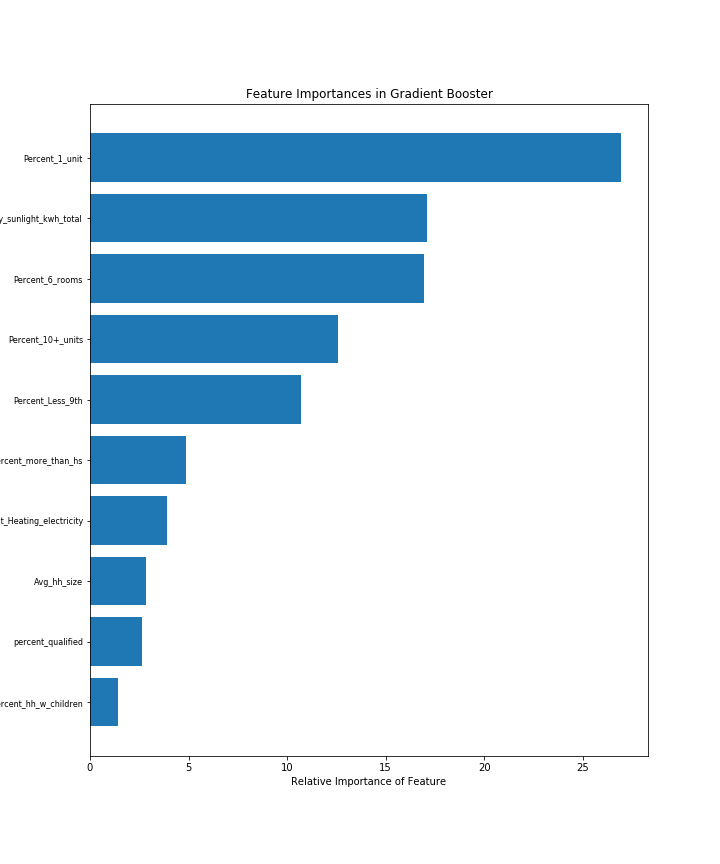 Feature Importances in Gradient Booster
Percent_1_unit
y_sunlight_kwh_total
Percent_6_rooms
Percent_10+_units
Percent_Less_9th
ercent_more_than_hs
t_Heating_electricity
Avg_hh_size
percent_qualified
ercent_hh_w_children
0 5 10 15 20 25
Relative Importance of Feature